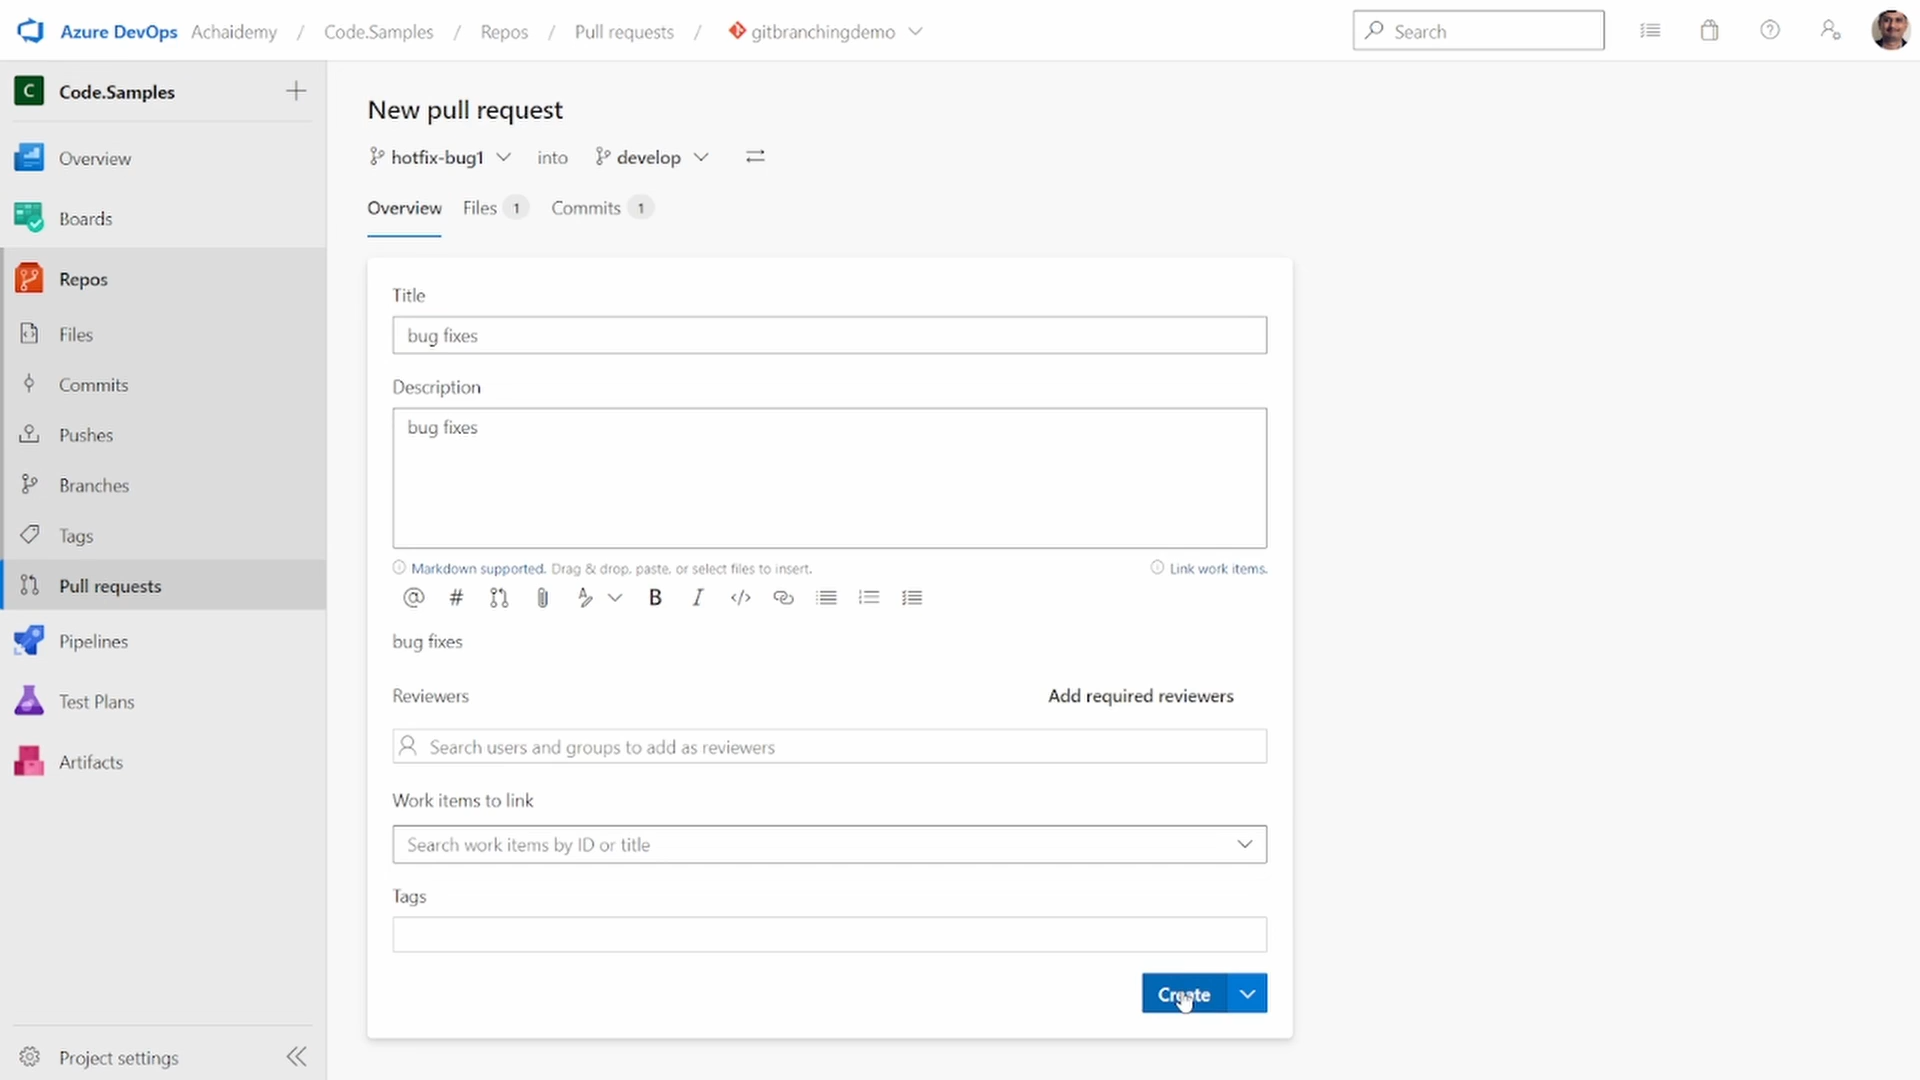 Azure DevOps Achaidemy / Code.Samples / Repos / Pull requests / gitbranchingdemo
Search
C Code.Samples
Overview
Boards
Repos
Files
Commits
Pushes
Branches
Tags
Pull requests
Pipelines
Test Plans
Artifacts
Project settings
New pull request
hotfix-bug1 into develop
Overview Files 1 Commits 1
Title
bug fixes
Description
bug fixes
Markdown supported. Drag & drop, paste, or select files to insert. Link work items.
bug fixes
Reviewers Add required reviewers
Search users and groups to add as reviewers
Work items to link
Search work items by ID or title
Tags
Create